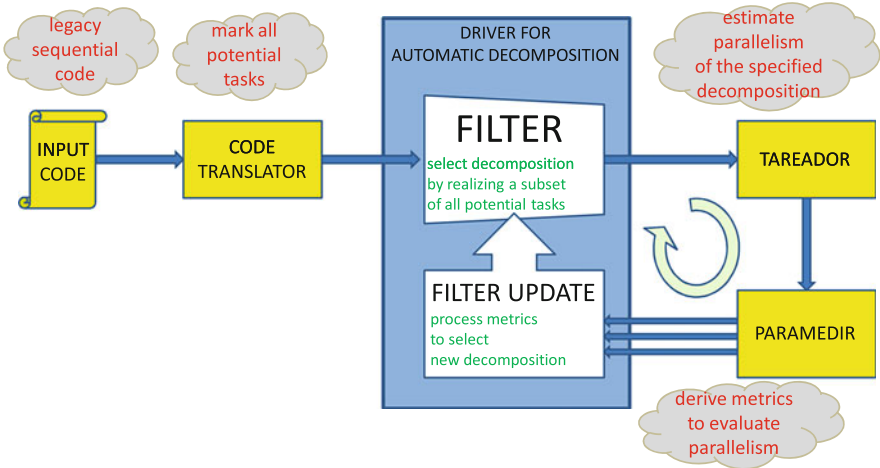 legacy
sequential
code
mark all
potential
tasks
DRIVER FOR
AUTOMATIC DECOMPOSITION
estimate
parallelism
of the specified
decomposition
INPUT
CODE
CODE
TRANSLATOR
FILTER
select decomposition
by realizing a subset
of all potential tasks
TAREADOR
FILTER UPDATE
process metrics
to select
new decomposition
PARAMEDIR
derive metrics
to evaluate
parallelism